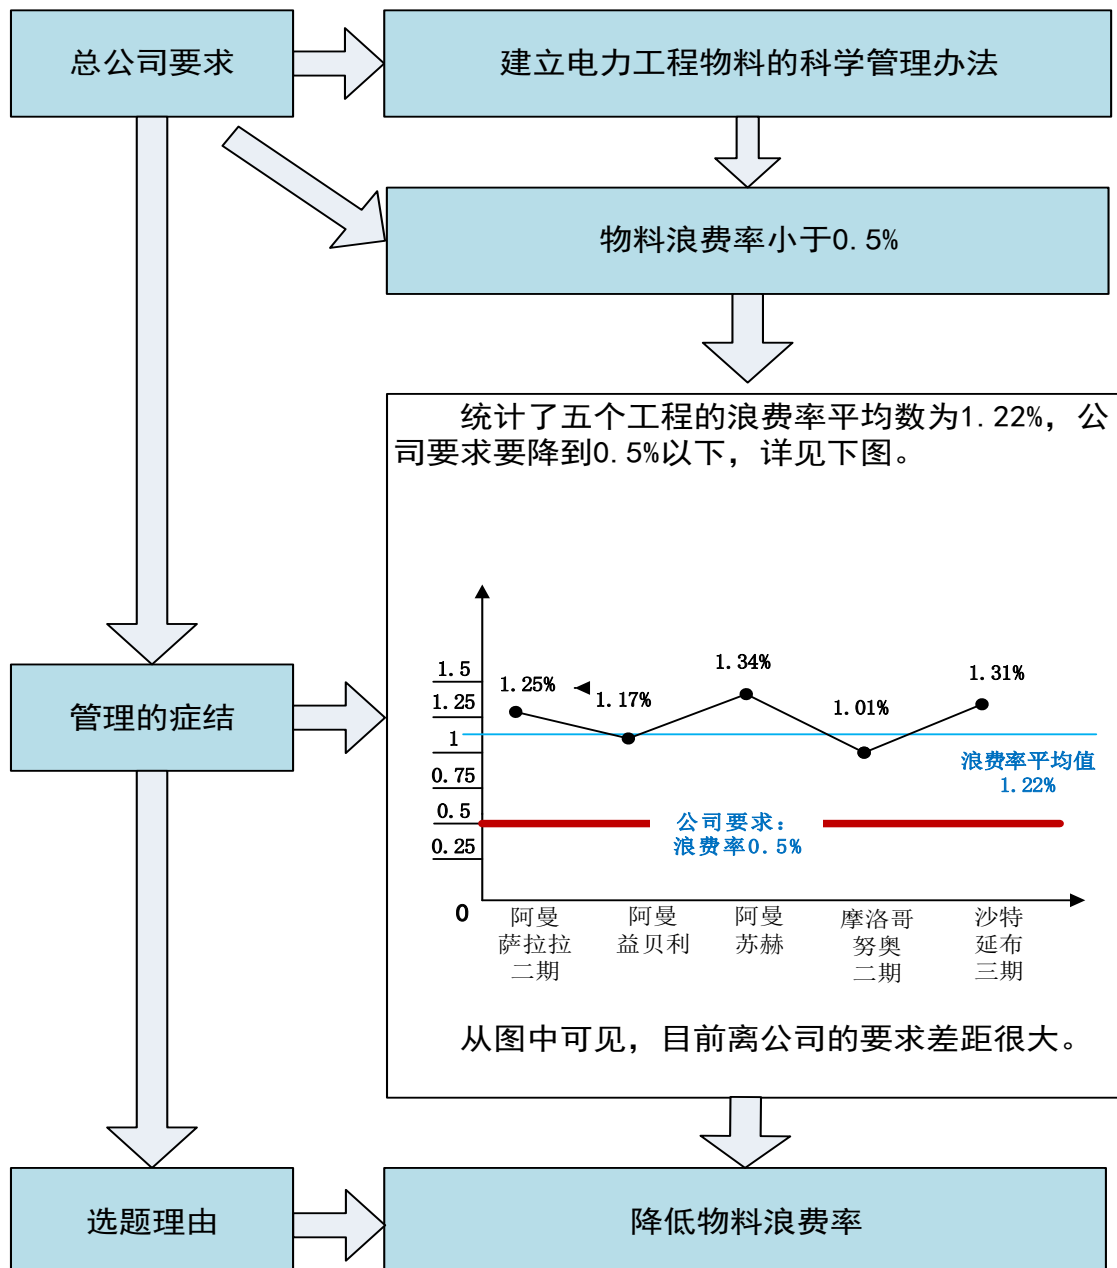 总公司要求
建立电力工程物料的科学管理办法
物料浪费率小于0.5%
统计了五个工程的浪费率平均数为1.22%，公
司要求要降到0.5%以下，详见下图。
管理的症结
1.5
1.25
1
0.75
0.5
0.25
0
1.25%
1.17%
1.34%
1.01%
1.31%
浪费率平均值
1.22%
公司要求：
浪费率0.5%
阿曼
萨拉拉
二期
阿曼
益贝利
阿曼
苏赫
摩洛哥
努奥
二期
沙特
延布
三期
从图中可见，目前离公司的要求差距很大。
选题理由
降低物料浪费率